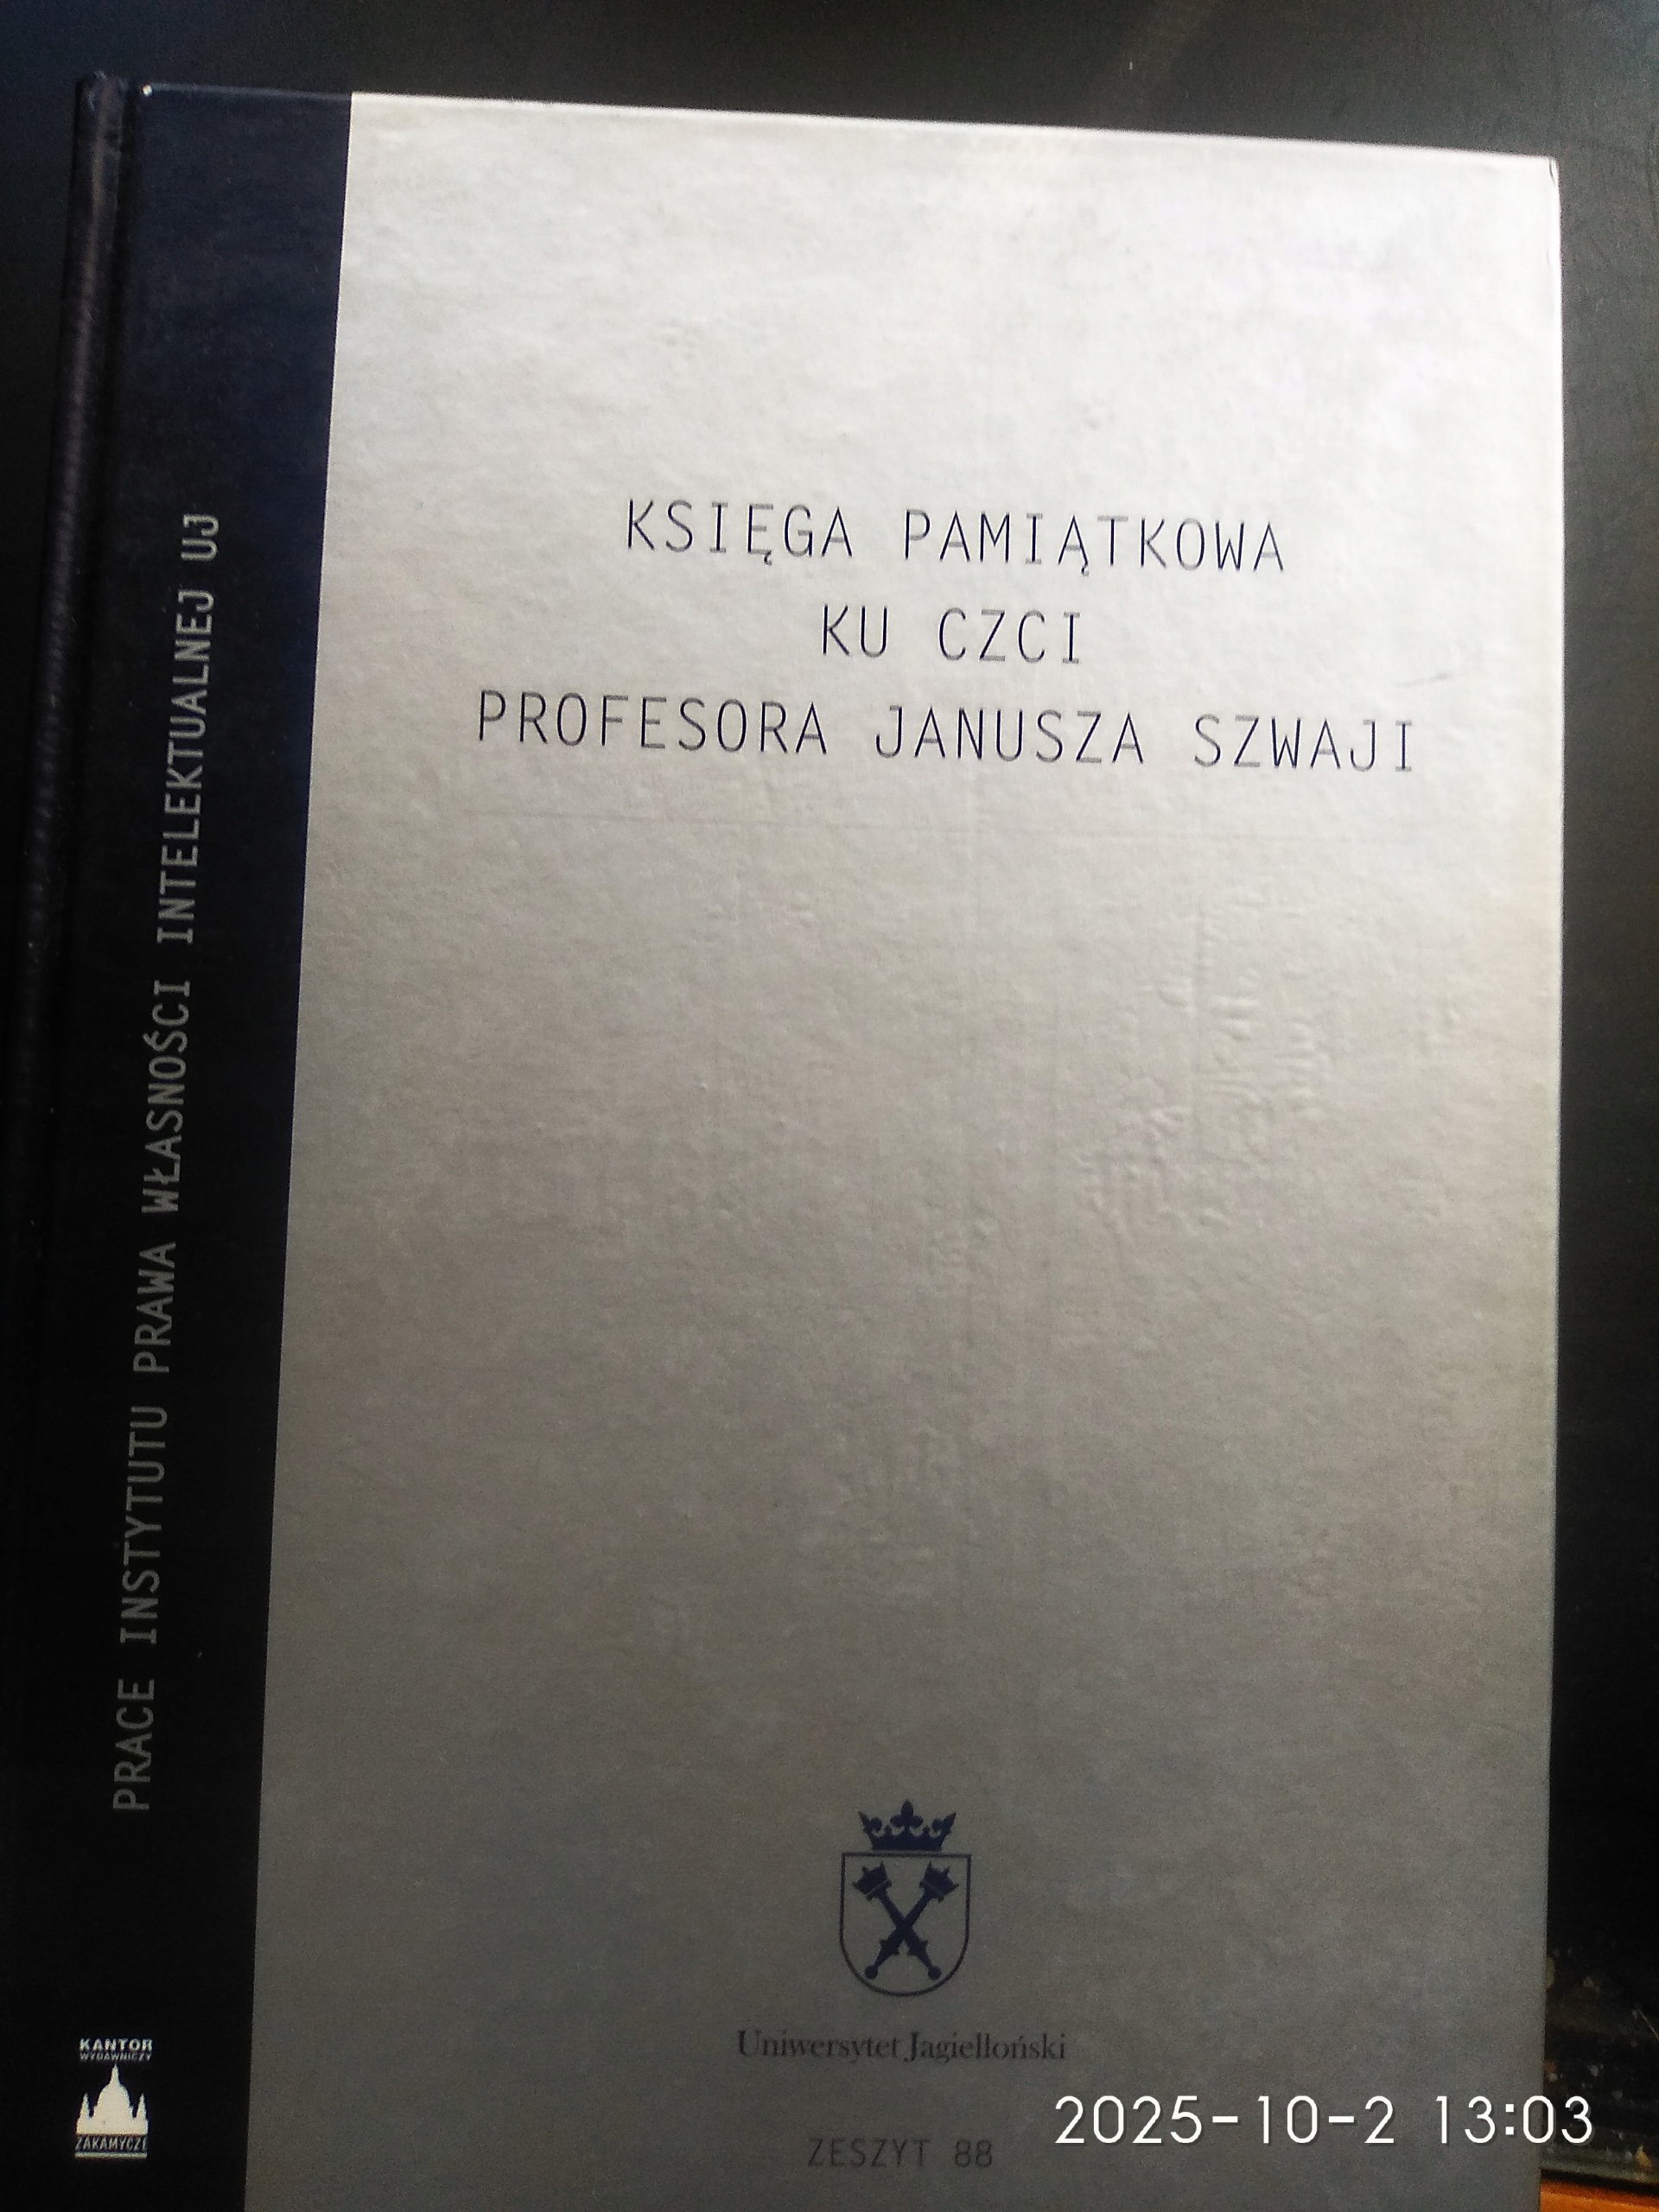 KSIĘGA PAMIĄTKOWA
KU CZCI
PROFESORA JANUSZA SZWAJI
PRACE INSTYTUTU PRAWA WŁASNOŚCI INTELEKTUALNEJ UJ
Uniwersytet Jagielloński
ZESZYT 88
KANTOR
WYDAWNICZY
ZAKAMYCZE
2025-10-2 13:03